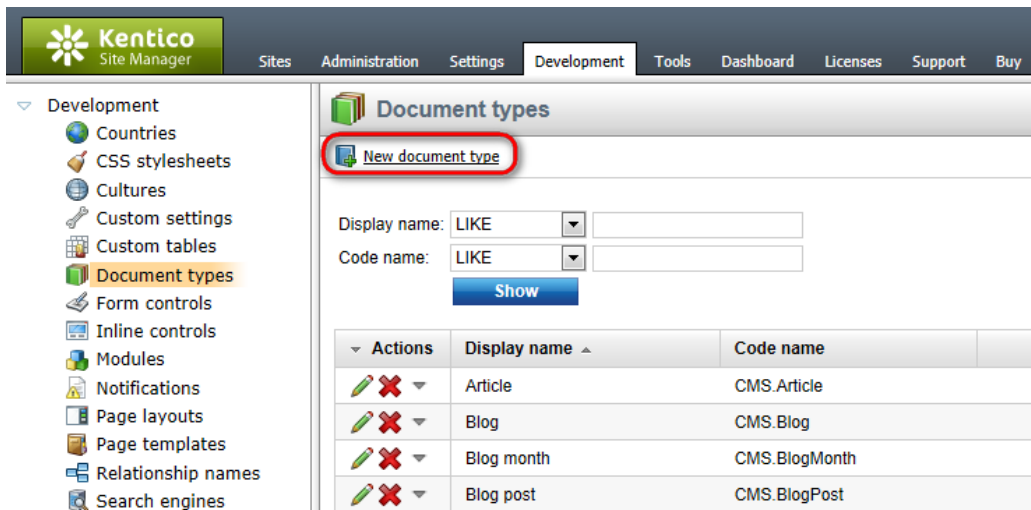 Kentico
Site Manager
Sites Administration Settings Development Tools Dashboard Licenses Support Buy
Development
Countries
CSS stylesheets
Cultures
Custom settings
Custom tables
Document types
Form controls
Inline controls
Modules
Notifications
Page layouts
Page templates
Relationship names
Search engines
Document types
New document type
Display name: LIKE
Code name: LIKE
Show
Actions Display name Code name
Article CMS.Article
Blog CMS.Blog
Blog month CMS.BlogMonth
Blog post CMS.BlogPost